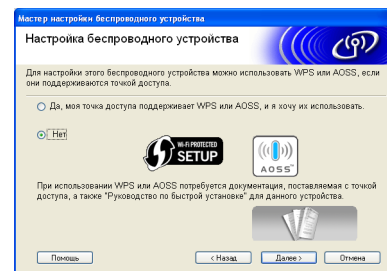 Мастер настройки беспроводного устройства
Настройка беспроводного устройства
Для настройки этого беспроводного устройства можно использовать WPS или AOSS, если
они поддерживаются точкой доступа.
Да, моя точка доступа поддерживает WPS или AOSS, и я хочу их использовать.
Нет
WI-FI PROTECTED
SETUP
AOSS
При использовании WPS или AOSS потребуется документация, поставляемая с точкой
доступа, а также "Руководство по быстрой установке" для данного устройства.
Помощь
< Назад
Далее >
Отмена